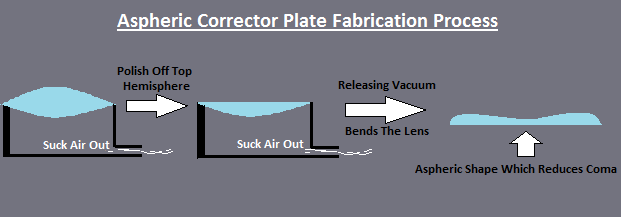 Aspheric Corrector Plate Fabrication Process
Polish Off Top
Hemisphere
Suck Air Out
Suck Air Out
Releasing Vacuum
Bends The Lens
Aspheric Shape Which Reduces Coma